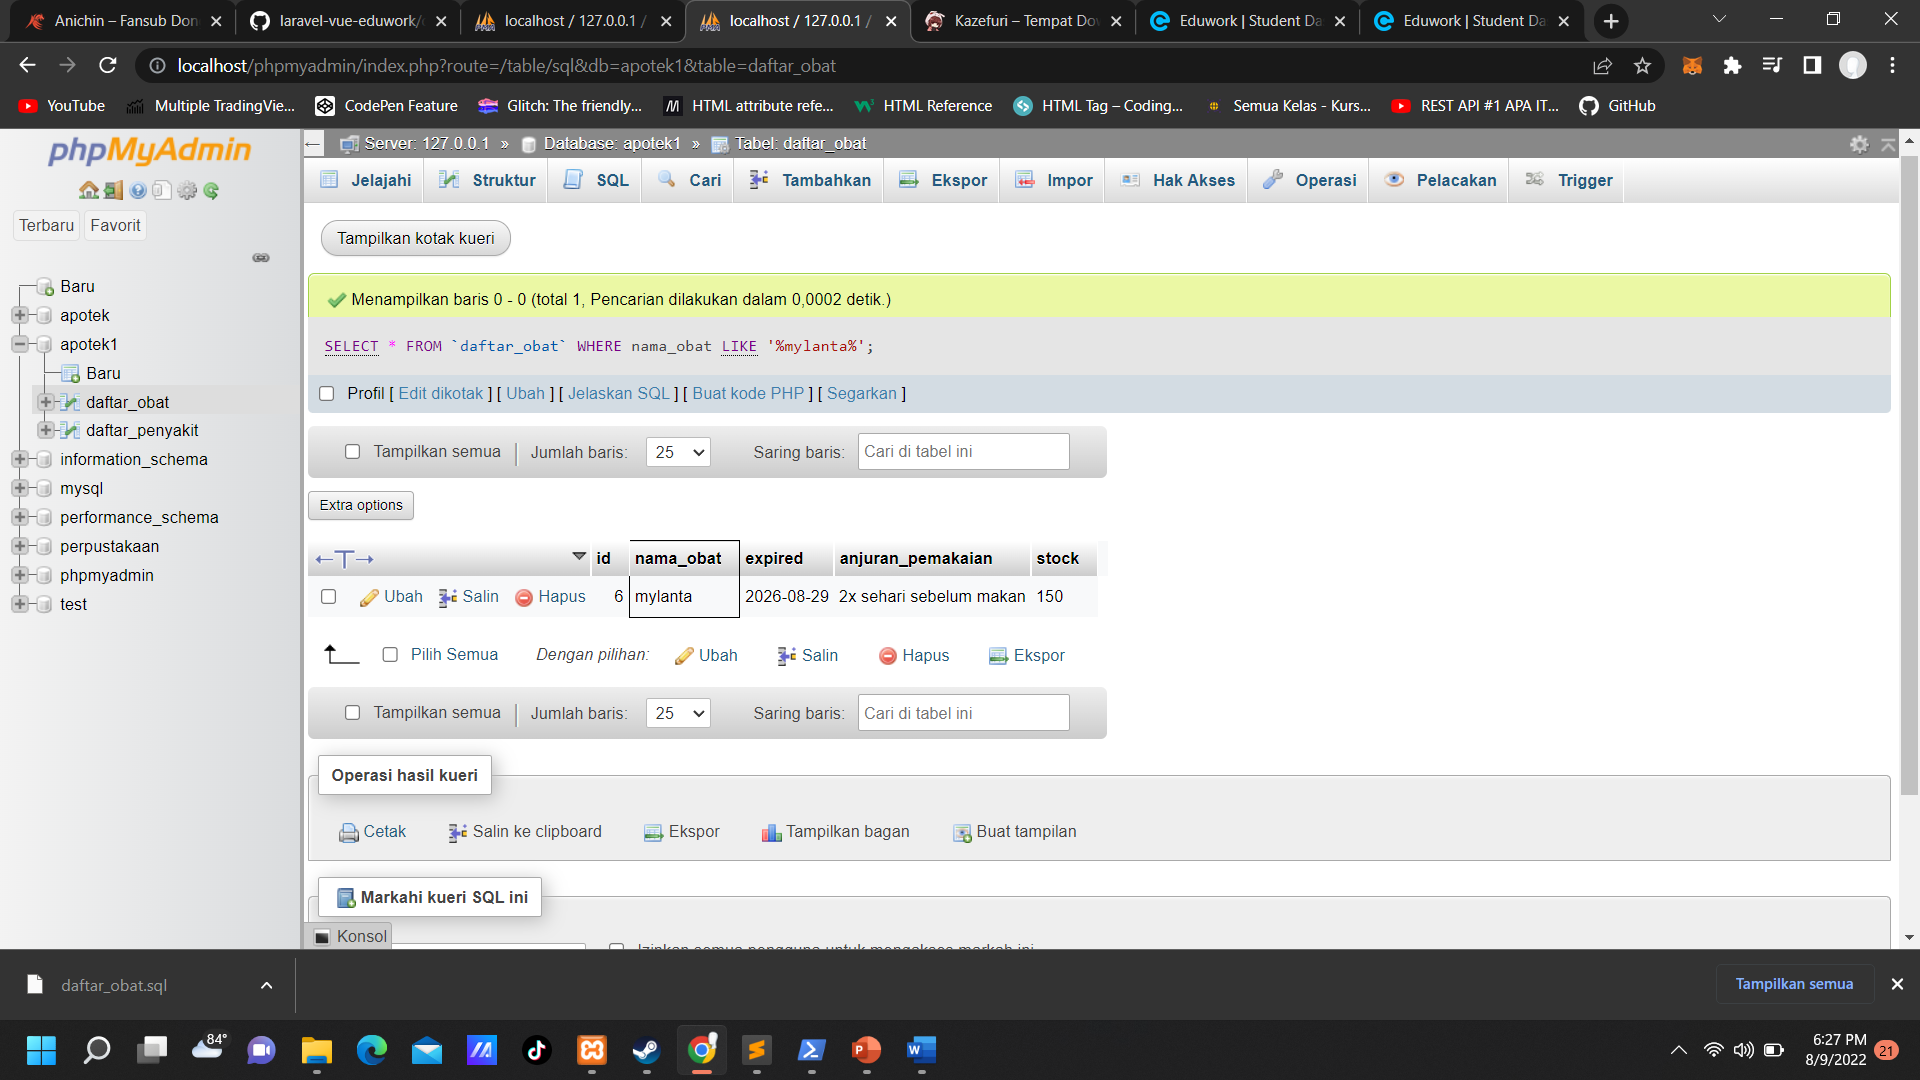 Anichin – Fansub Don
laravel-vue-eduwork/
localhost / 127.0.0.1 /
localhost / 127.0.0.1 /
Kazefuri – Tempat Do
Eduwork | Student Da
Eduwork | Student Da
localhost/phpmyadmin/index.php?route=/table/sql&db=apotek1&table=daftar_obat
YouTube
Multiple TradingVie...
CodePen Feature
Glitch: The friendly...
HTML attribute refe...
HTML Reference
HTML Tag – Coding...
Semua Kelas - Kurs...
REST API #1 APA IT...
GitHub
phpMyAdmin
Terbaru
Favorit
Baru
apotek
apotek1
Baru
daftar_obat
daftar_penyakit
information_schema
mysql
performance_schema
perpustakaan
phpmyadmin
test
Server: 127.0.0.1 » Database: apotek1 » Tabel: daftar_obat
Jelajahi
Struktur
SQL
Cari
Tambahkan
Ekspor
Impor
Hak Akses
Operasi
Pelacakan
Trigger
Tampilkan kotak kueri
Menampilkan baris 0 - 0 (total 1, Pencarian dilakukan dalam 0,0002 detik.)
SELECT * FROM `daftar_obat` WHERE nama_obat LIKE '%mylanta%';
Profil [ Edit dikotak ] [ Ubah ] [ Jelaskan SQL ] [ Buat kode PHP ] [ Segarkan ]
Tampilkan semua
Jumlah baris:
25
Saring baris:
Cari di tabel ini
Extra options
id nama_obat expired anjuran_pemakaian stock
Ubah Salin Hapus 6 mylanta 2026-08-29 2x sehari sebelum makan 150
Pilih Semua
Dengan pilihan:
Ubah
Salin
Hapus
Ekspor
Tampilkan semua
Jumlah baris:
25
Saring baris:
Cari di tabel ini
Operasi hasil kueri
Cetak
Salin ke clipboard
Ekspor
Tampilkan bagan
Buat tampilan
Markahi kueri SQL ini
Izinkan semua pengguna untuk mengakses markah ini
Konsol
daftar_obat.sql
Tampilkan semua
84°
6:27 PM
8/9/2022
21